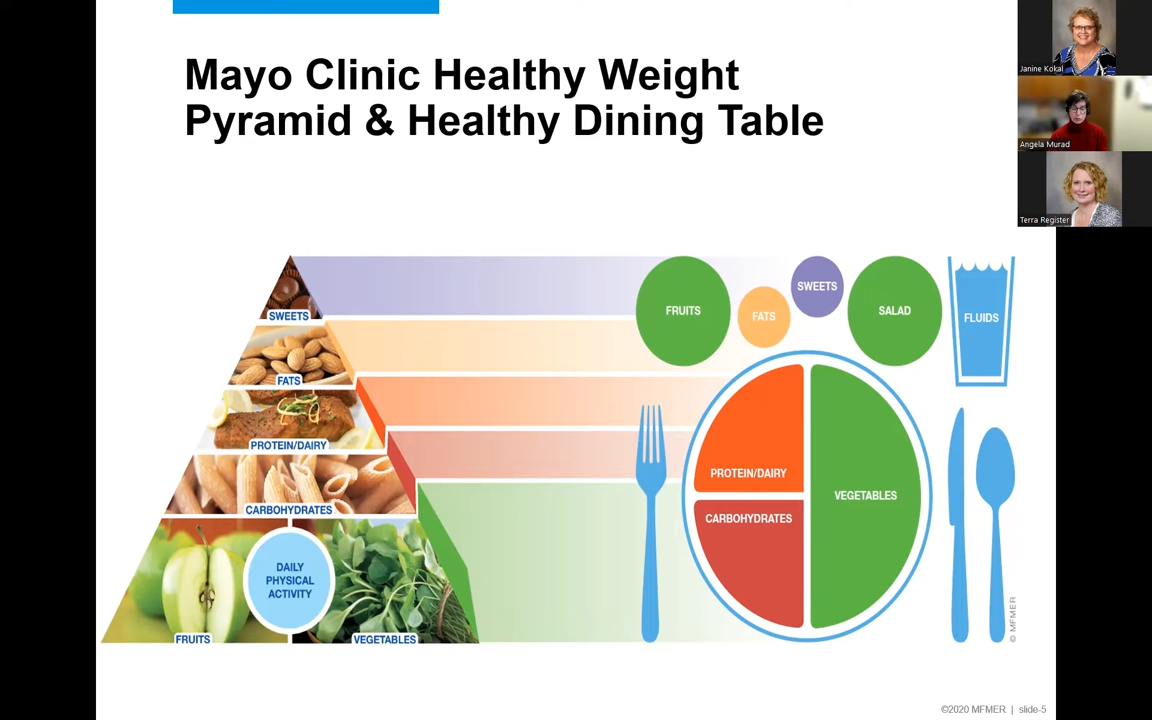 Mayo Clinic Healthy Weight
Pyramid & Healthy Dining Table
Janine Kokal
Angela Murad
Terra Register
SWEETS
FATS
PROTEIN/DAIRY
CARBOHYDRATES
DAILY
PHYSICAL
ACTIVITY
FRUITS
VEGETABLES
FRUITS
FATS
SWEETS
SALAD
FLUIDS
PROTEIN/DAIRY
CARBOHYDRATES
VEGETABLES
© MFMER
©2020 MFMER | slide-5